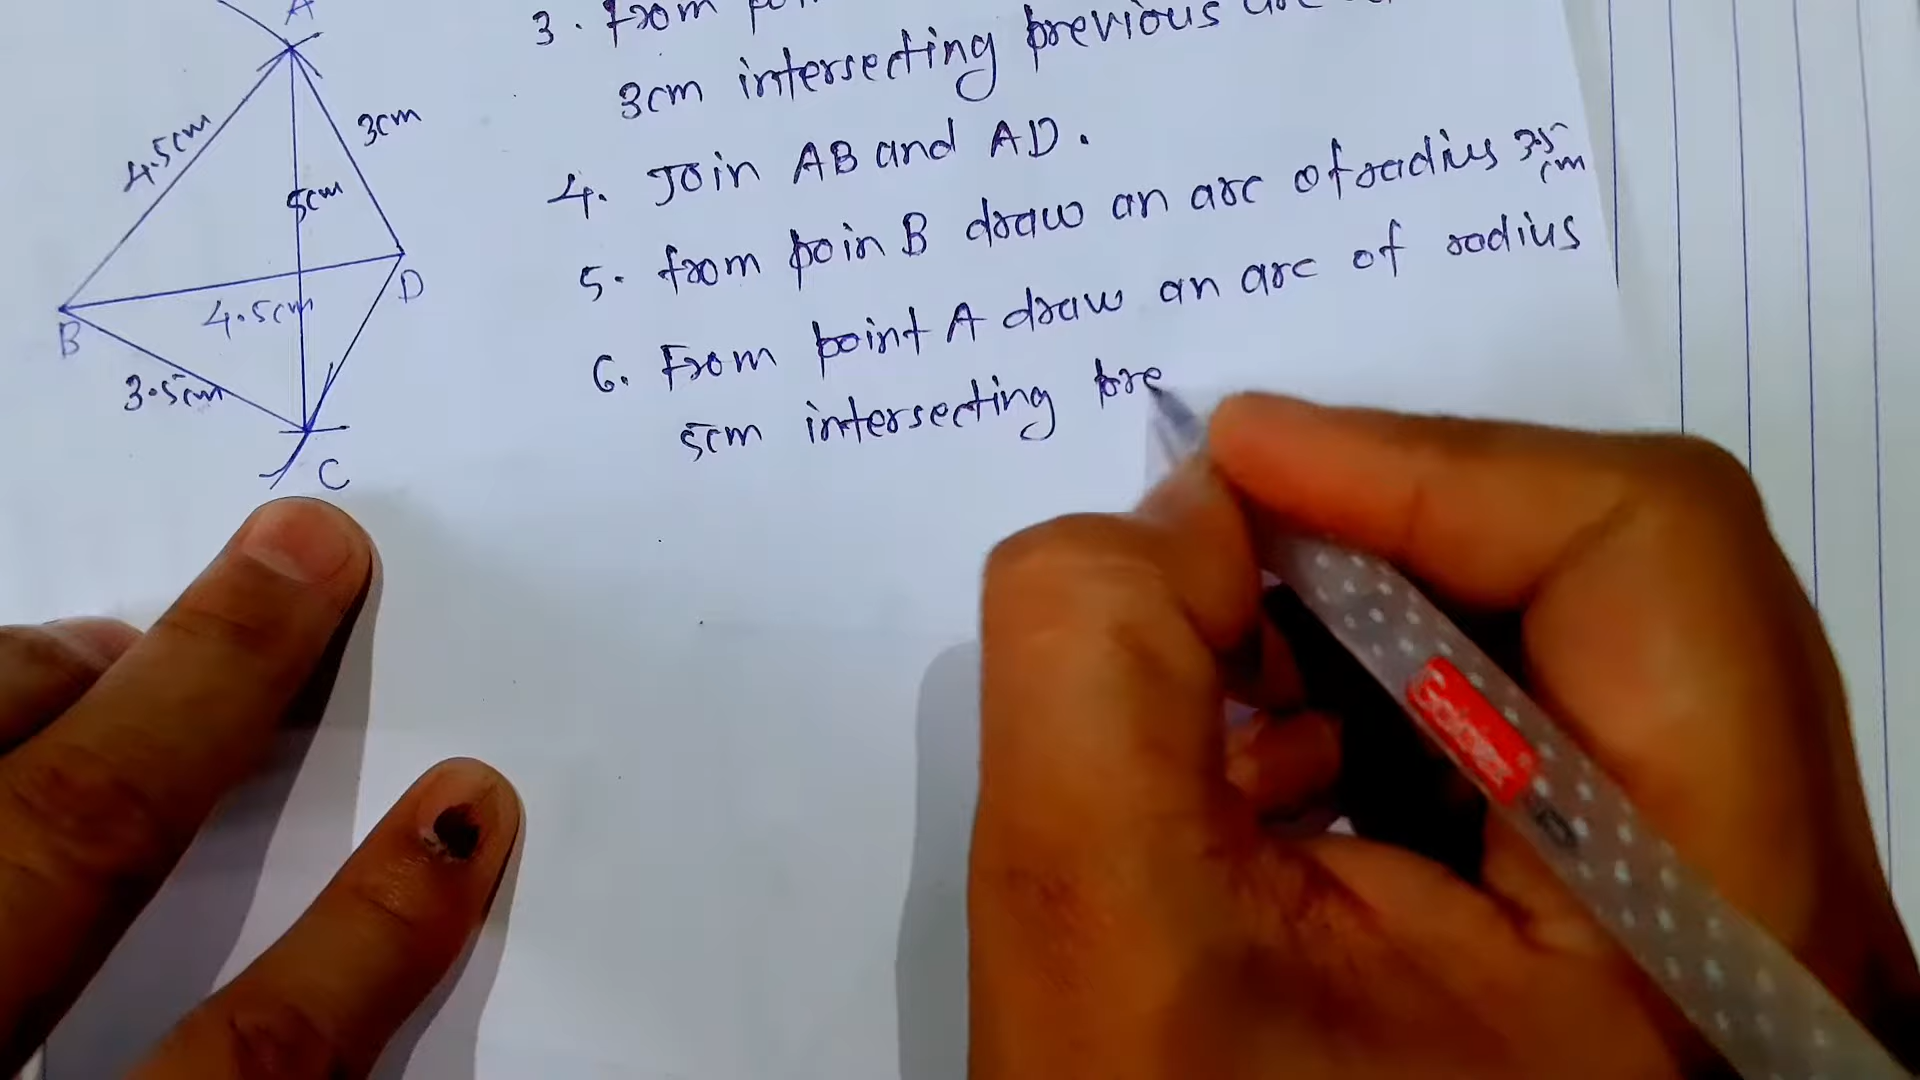 A
4.5cm
3cm
5cm
B
4.5cm
D
3.5cm
C
3. from
3cm intersecting previous
4. Join AB and AD.
5. from poin B draw an arc of radius 3.5 cm
6. From point A draw an arc of radius
5cm intersecting pre